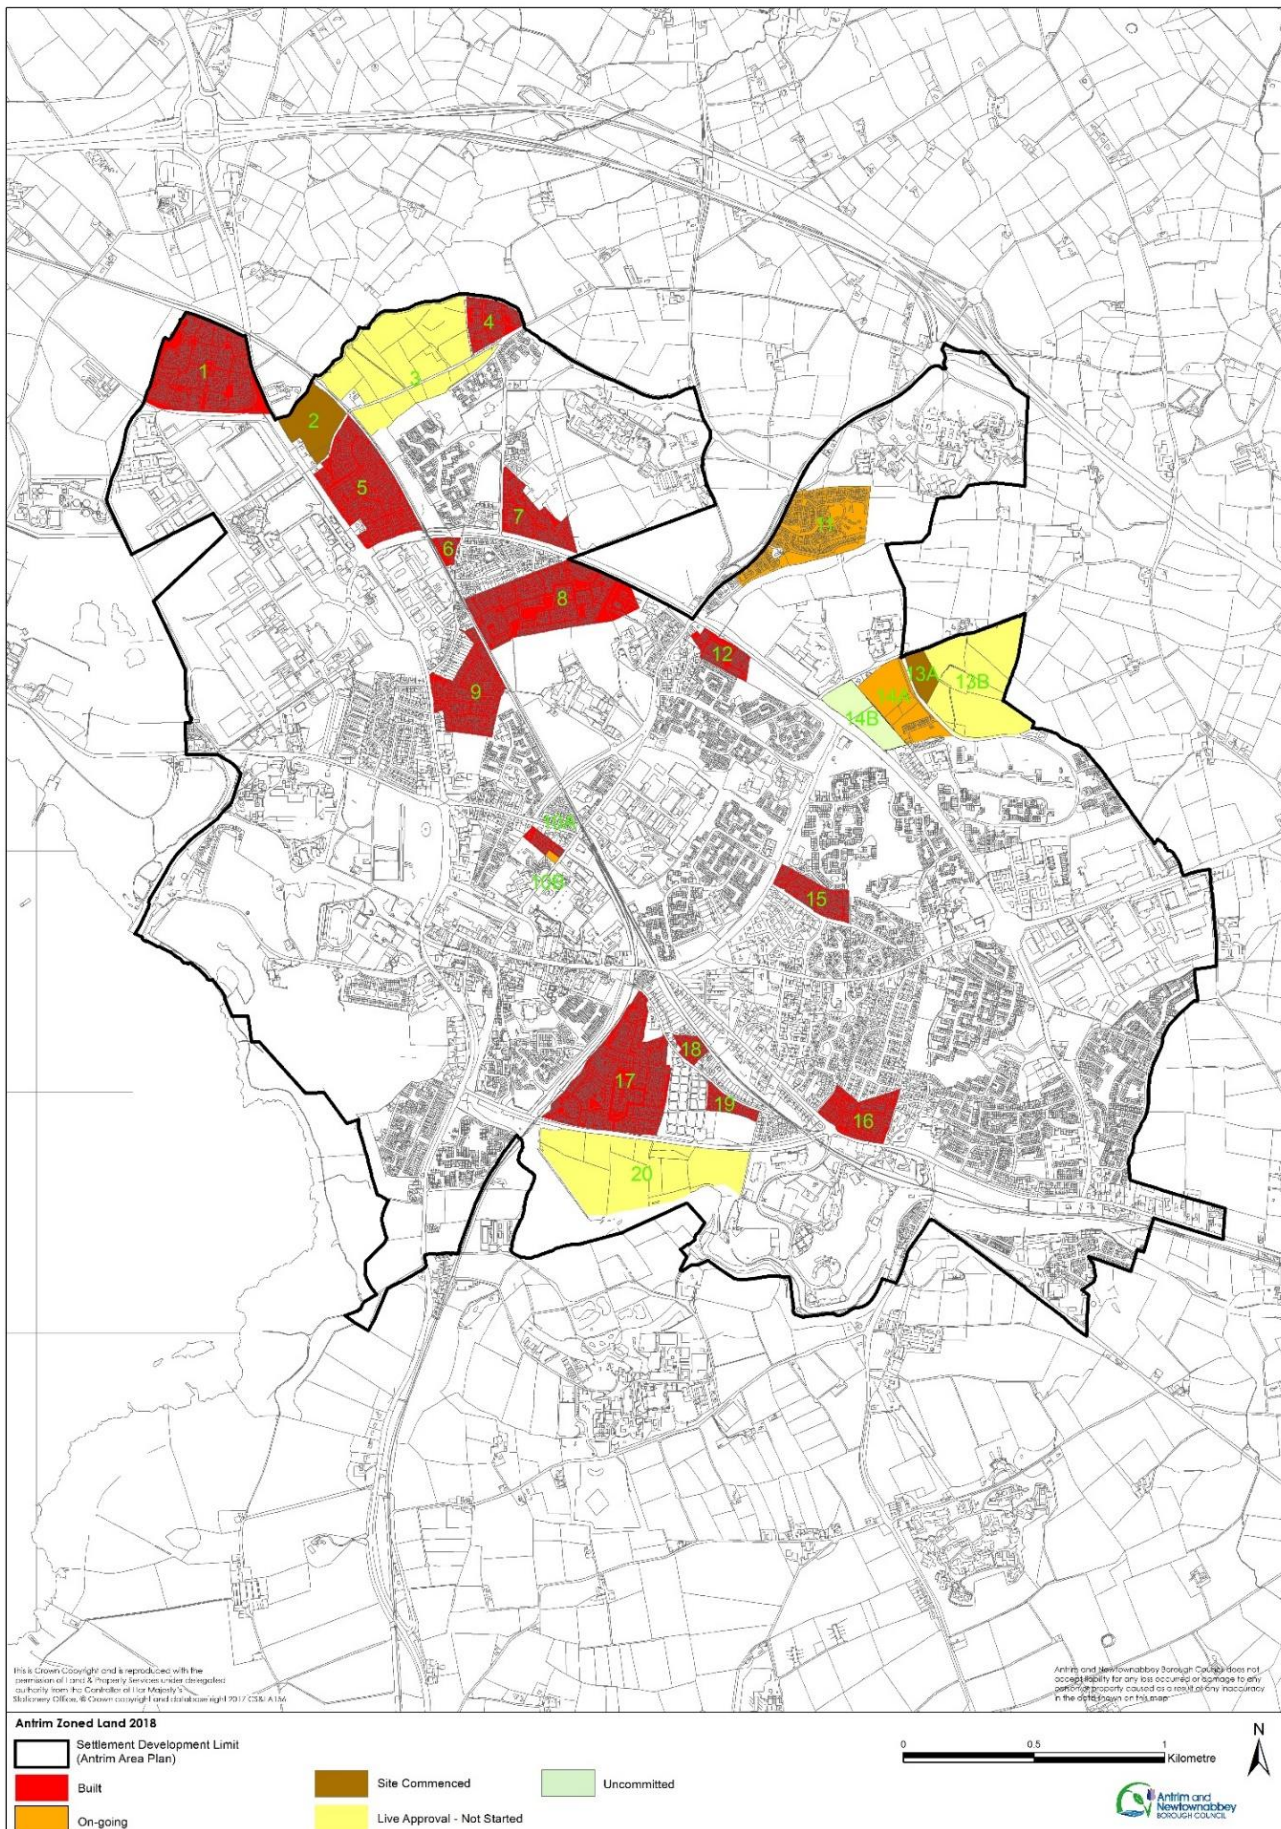 4
1
3
2
5
7
11
6
8
12
13A
13B
14A
9
14B
10A
10B
15
18
17
19
16
20
This is Crown Copyright and is reproduced with the
permission of Land & Property Services under delegated
authority from the Controller of Her Majesty's
Stationery Office, © Crown copyright and database right 2017
Antrim and Newtownabbey Borough Council does not
accept liability for any loss occurred or damage to any
person or property caused as a result of any inaccuracy
in the data shown on this map
Antrim Zoned Land 2018
Settlement Development Limit
(Antrim Area Plan)
Built
On-going
Site Commenced
Live Approval - Not Started
Uncommitted
0 0.5 1
Kilometre
N
Antrim and
Newtownabbey
BOROUGH COUNCIL